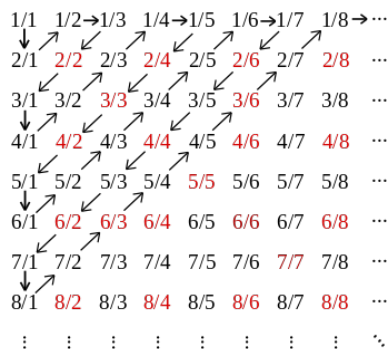 1/1 1/2 1/3 1/4 1/5 1/6 1/7 1/8 ···
2/1 2/2 2/3 2/4 2/5 2/6 2/7 2/8 ···
3/1 3/2 3/3 3/4 3/5 3/6 3/7 3/8 ···
4/1 4/2 4/3 4/4 4/5 4/6 4/7 4/8 ···
5/1 5/2 5/3 5/4 5/5 5/6 5/7 5/8 ···
6/1 6/2 6/3 6/4 6/5 6/6 6/7 6/8 ···
7/1 7/2 7/3 7/4 7/5 7/6 7/7 7/8 ···
8/1 8/2 8/3 8/4 8/5 8/6 8/7 8/8 ···
⋮ ⋮ ⋮ ⋮ ⋮ ⋮ ⋮ ⋮ ⋱